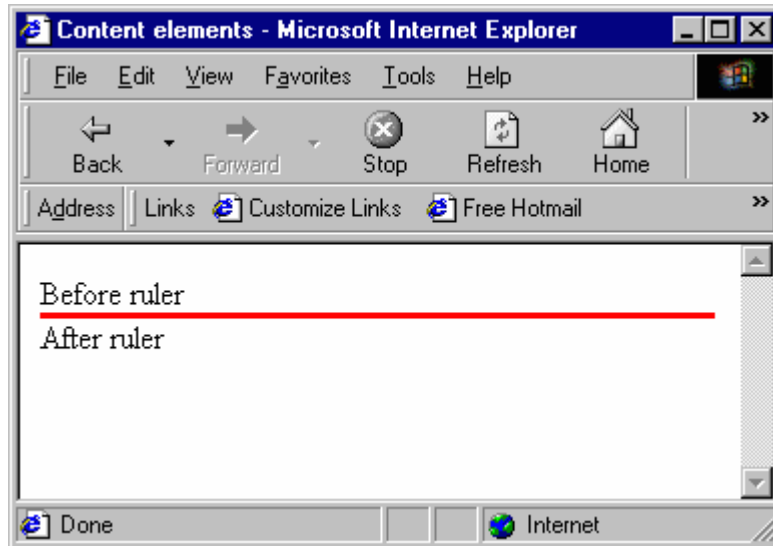 Content elements - Microsoft Internet Explorer
File Edit View Favorites Tools Help
Back Forward Stop Refresh Home »
Address Links Customize Links Free Hotmail »
Before ruler
After ruler
Done Internet